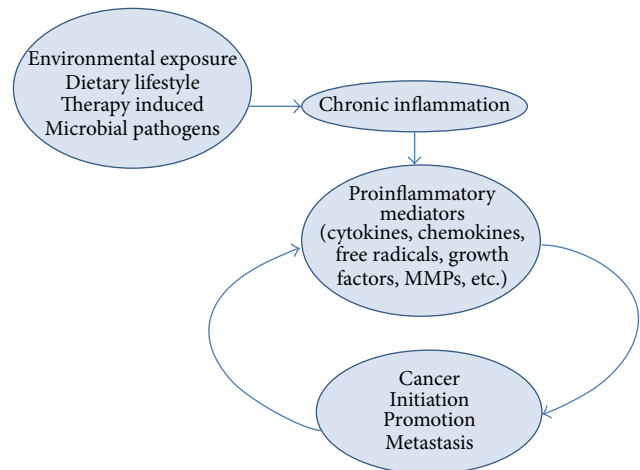 Environmental exposure
Dietary lifestyle
Therapy induced
Microbial pathogens
Chronic inflammation
Proinflammatory
mediators
(cytokines, chemokines,
free radicals, growth
factors, MMPs, etc.)
Cancer
Initiation
Promotion
Metastasis